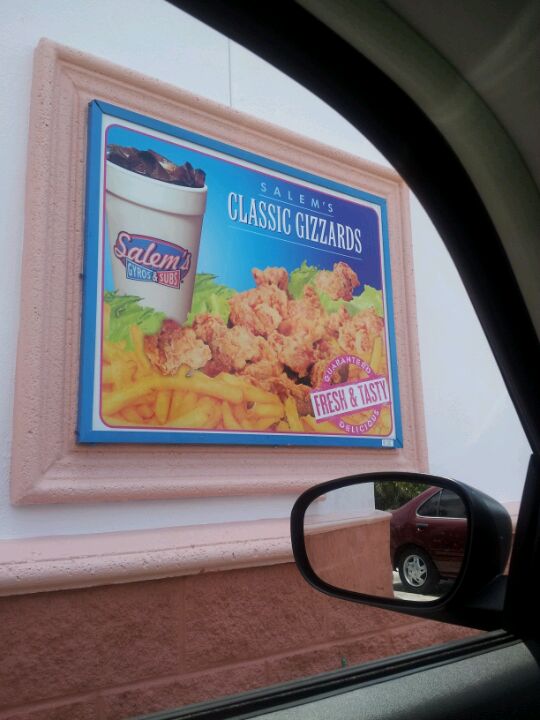 SALEM'S
CLASSIC GIZZARDS
Salem's
GYROS & SUBS
GUARANTEED
FRESH & TASTY
DELICIOUS